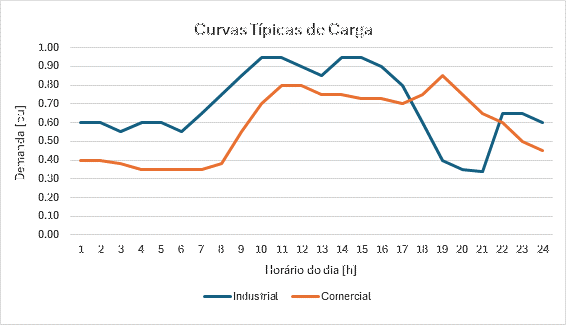 Curvas Típicas de Carga
1.00
0.90
0.80
0.70
0.60
0.50
0.40
0.30
0.20
0.10
0.00
Demanda [pu]
1 2 3 4 5 6 7 8 9 10 11 12 13 14 15 16 17 18 19 20 21 22 23 24
Horário do dia [h]
Industrial Comercial